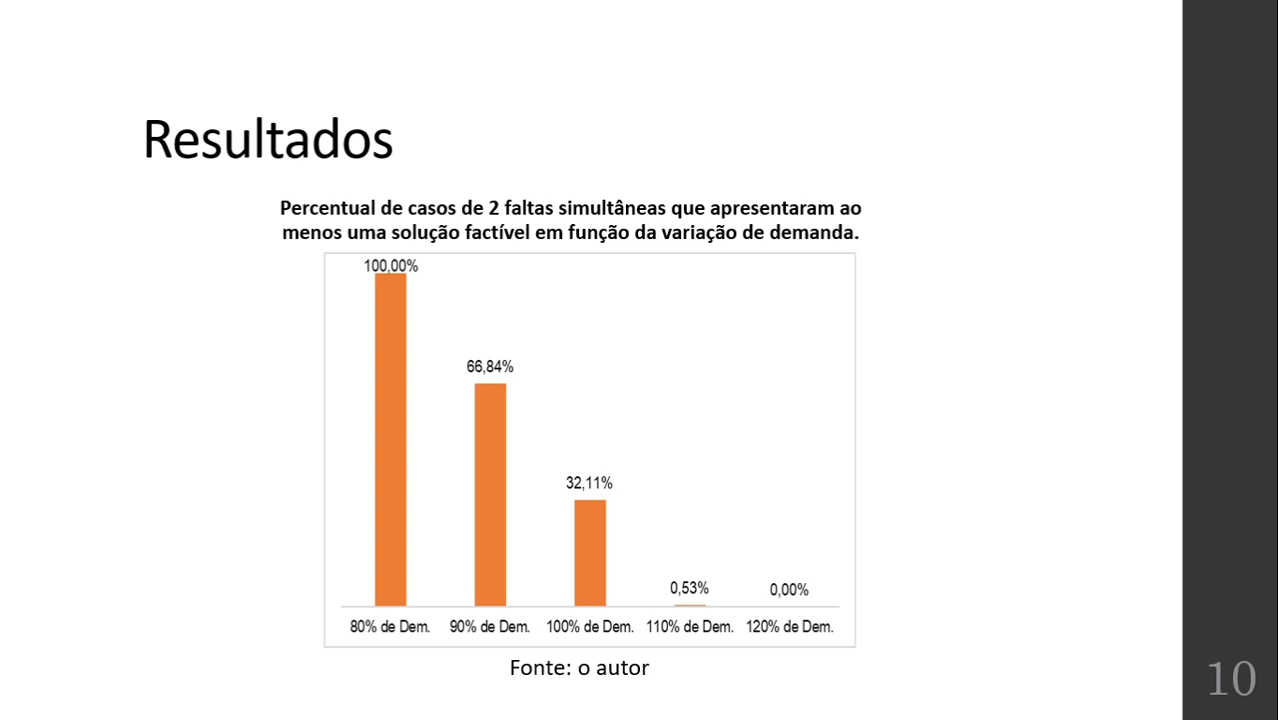 Resultados
Percentual de casos de 2 faltas simultâneas que apresentaram ao
menos uma solução factível em função da variação de demanda.
100,00%
66,84%
32,11%
0,53%
0,00%
80% de Dem. 90% de Dem. 100% de Dem. 110% de Dem. 120% de Dem.
Fonte: o autor
10